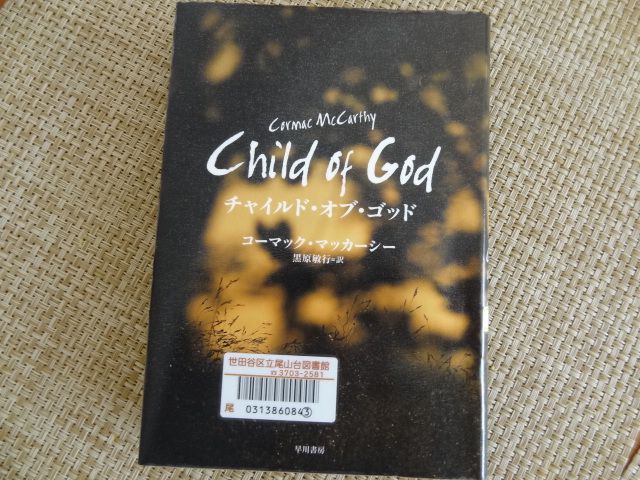 Cormac McCarthy
Child of God
チャイルド・オブ・ゴッド
コーマック・マッカーシー
黒原敏行=訳
世田谷区立尾山台図書館
☎3703-2581
尾 0313860843
早川書房